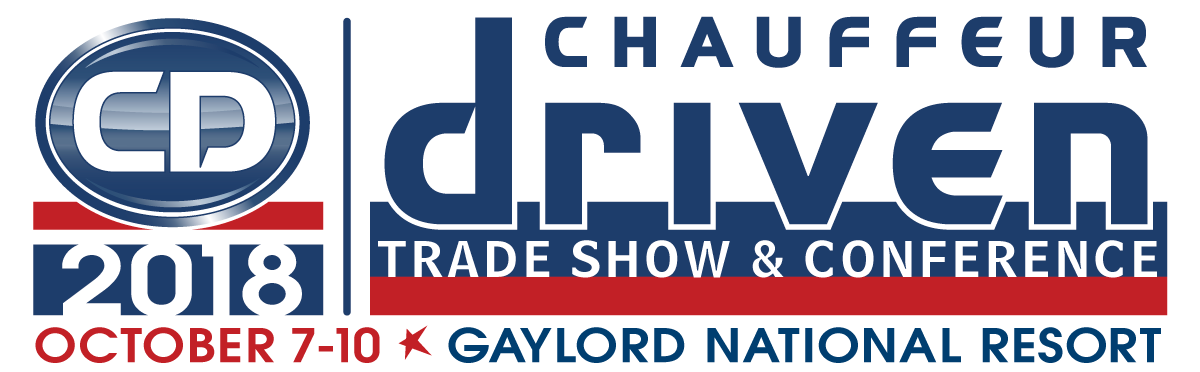 CD
2018
CHAUFFEUR
driven
TRADE SHOW & CONFERENCE
OCTOBER 7-10 ★ GAYLORD NATIONAL RESORT